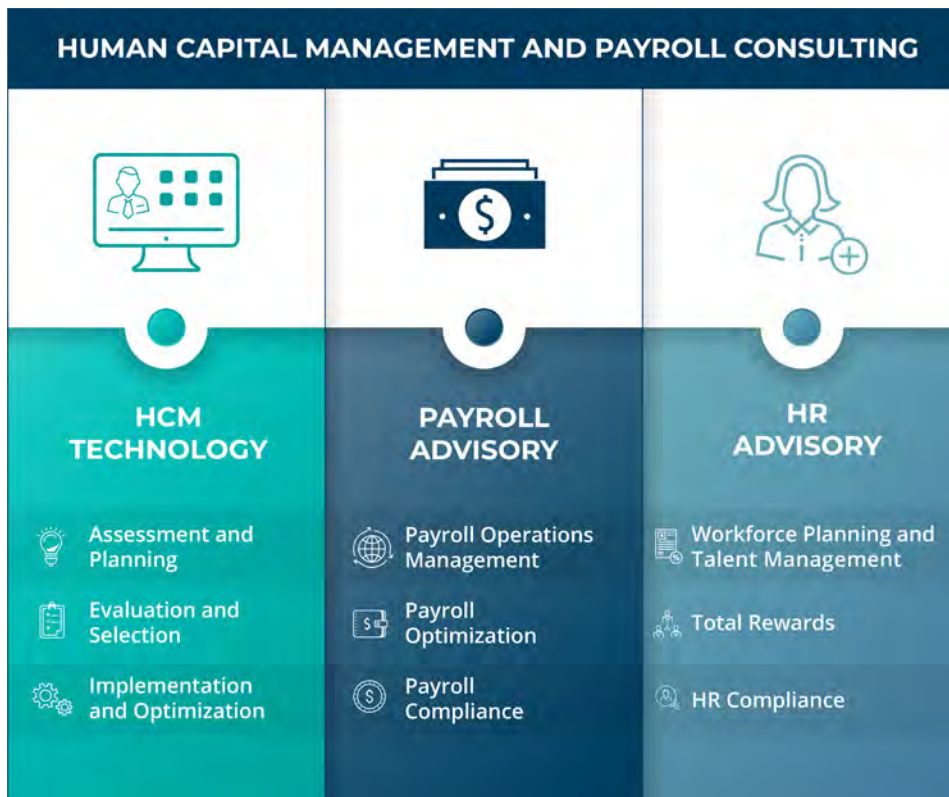 HUMAN CAPITAL MANAGEMENT AND PAYROLL CONSULTING
HCM
TECHNOLOGY
Assessment and
Planning
Evaluation and
Selection
Implementation
and Optimization
PAYROLL
ADVISORY
Payroll Operations
Management
Payroll
Optimization
Payroll
Compliance
HR
ADVISORY
Workforce Planning and
Talent Management
Total Rewards
HR Compliance